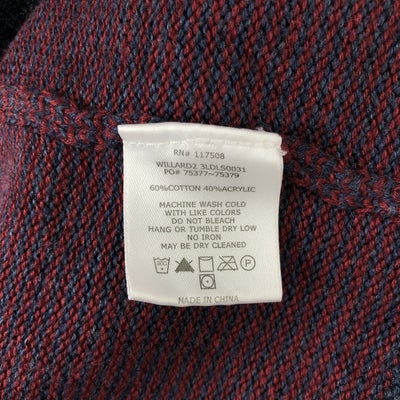 RN# 117508
WILLARD2 3LDLS0031
PO# 75377~75379
60%COTTON 40%ACRYLIC
MACHINE WASH COLD
WITH LIKE COLORS
DO NOT BLEACH
HANG OR TUMBLE DRY LOW
NO IRON
MAY BE DRY CLEANED
MADE IN CHINA